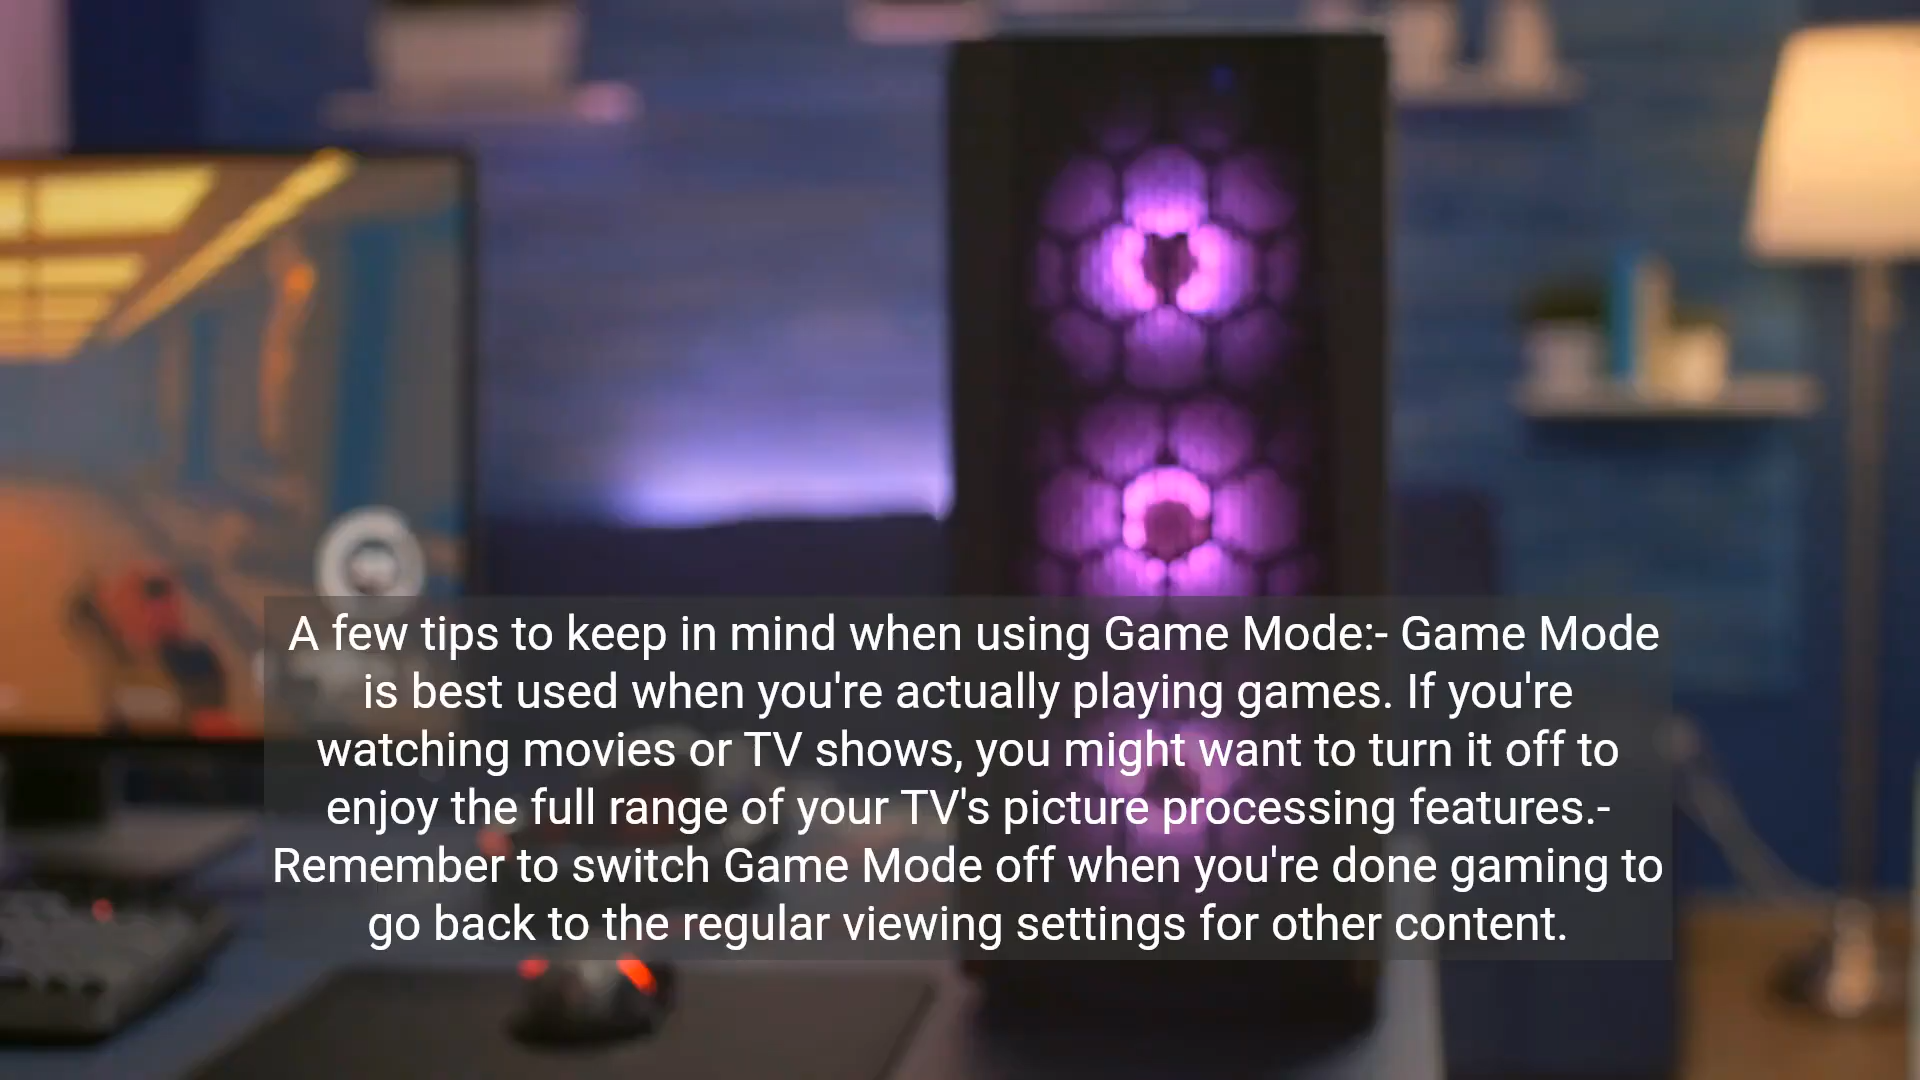 A few tips to keep in mind when using Game Mode:- Game Mode
is best used when you're actually playing games. If you're
watching movies or TV shows, you might want to turn it off to
enjoy the full range of your TV's picture processing features.-
Remember to switch Game Mode off when you're done gaming to
go back to the regular viewing settings for other content.